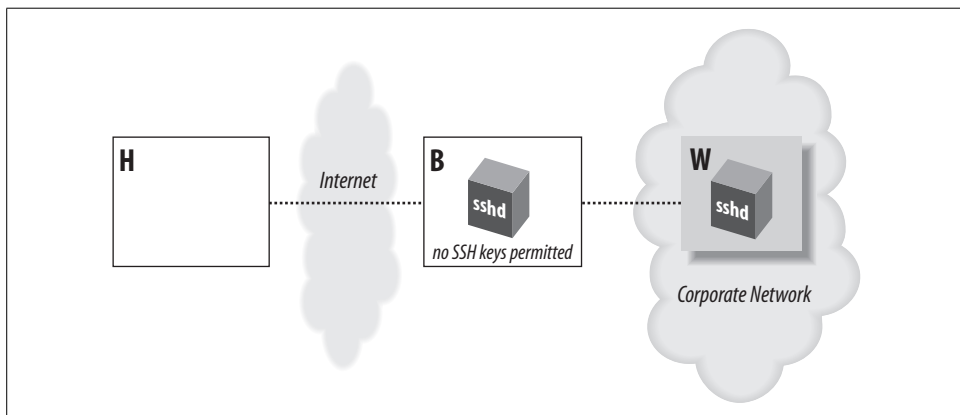 H
Internet
B
sshd
no SSH keys permitted
W
sshd
Corporate Network